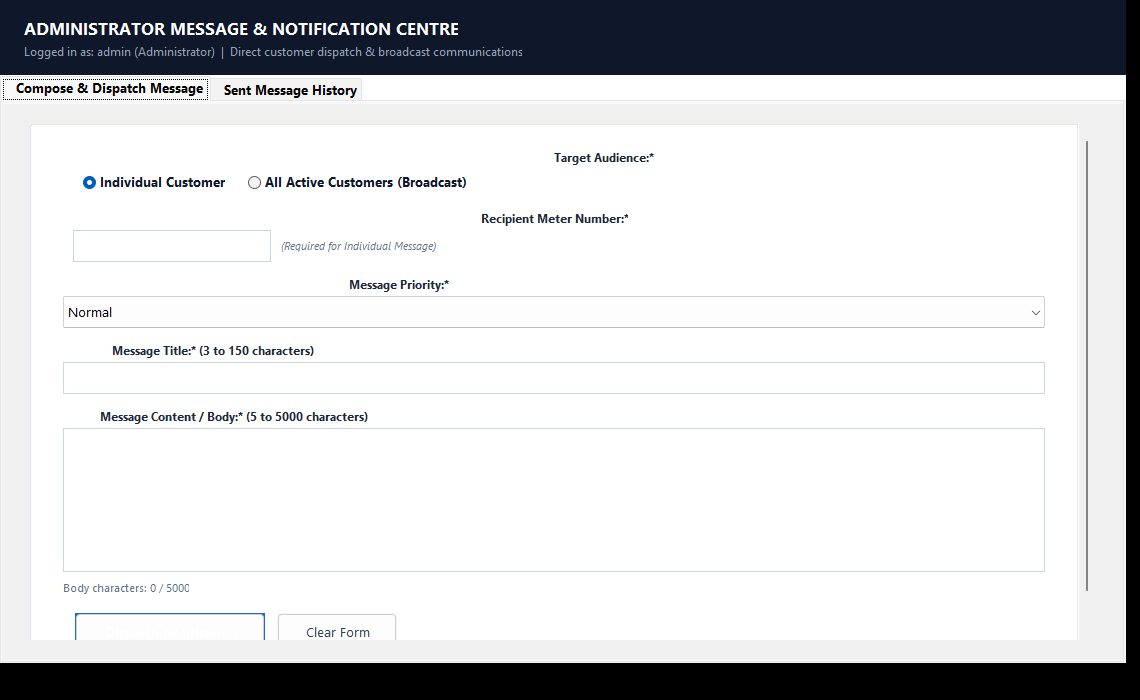 ADMINISTRATOR MESSAGE & NOTIFICATION CENTRE
Logged in as: admin (Administrator) | Direct customer dispatch & broadcast communications
Compose & Dispatch Message Sent Message History
Target Audience:*
Individual Customer All Active Customers (Broadcast)
Recipient Meter Number:*
(Required for Individual Message)
Message Priority:*
Normal
Message Title:* (3 to 150 characters)
Message Content / Body:* (5 to 5000 characters)
Body characters: 0 / 5000
Clear Form